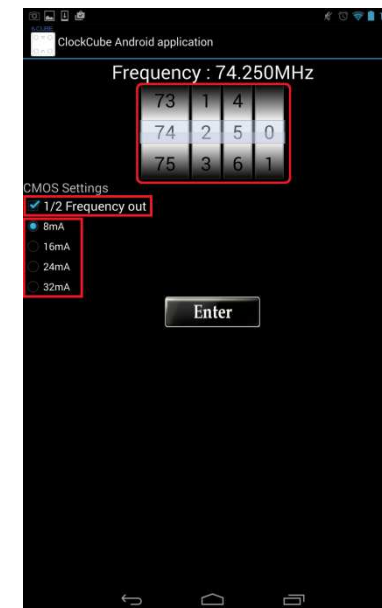 ClockCube Android application
Frequency : 74.250MHz
73 1 4
74 2 5 0
75 3 6 1
CMOS Settings
1/2 Frequency out
8mA
16mA
24mA
32mA
Enter